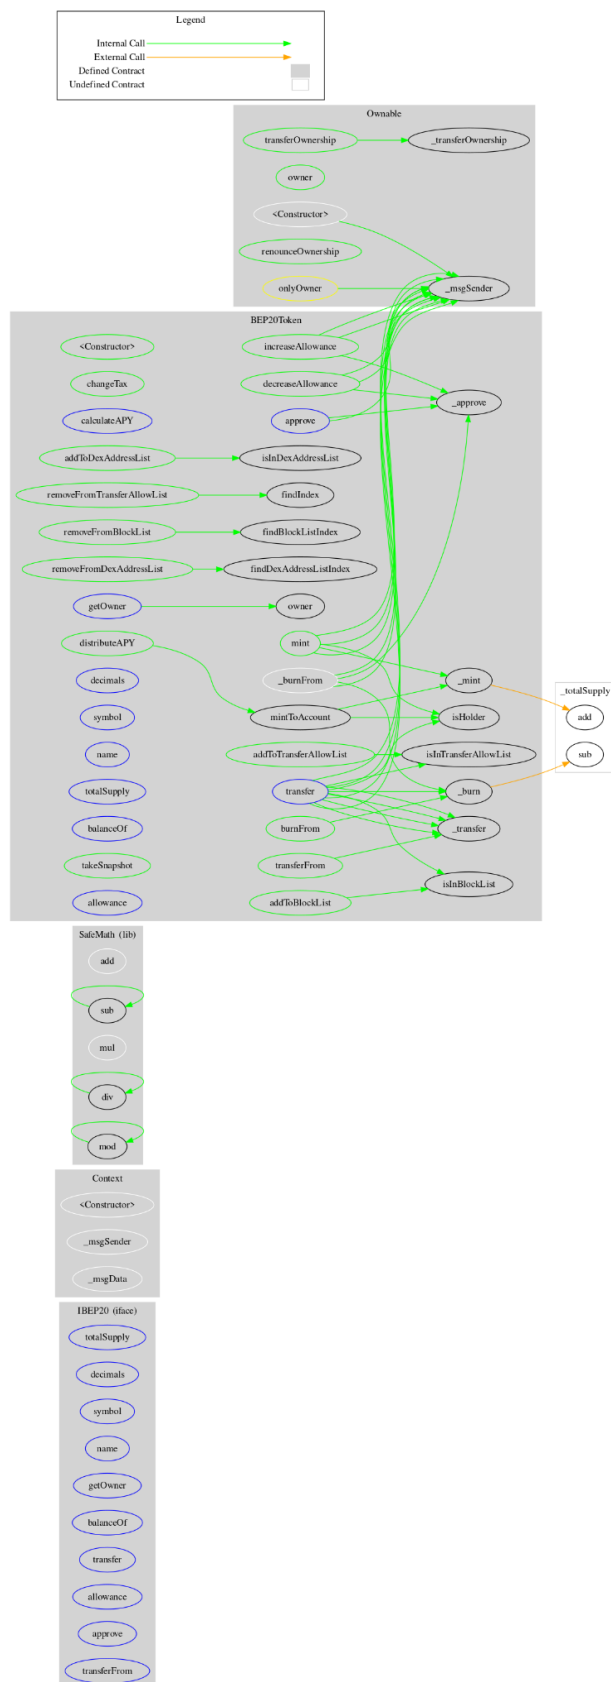 Legend
Internal Call
External Call
Defined Contract
Undefined Contract
Ownable
transferOwnership
_transferOwnership
owner
<Constructor>
renounceOwnership
onlyOwner
_msgSender
BEP20Token
<Constructor>
increaseAllowance
changeTax
decreaseAllowance
_approve
calculateAPY
approve
addToDexAddressList
isInDexAddressList
removeFromTransferAllowList
findIndex
removeFromBlockList
findBlockListIndex
removeFromDexAddressList
findDexAddressListIndex
getOwner
owner
distributeAPY
mint
decimals
_burnFrom
_mint
_totalSupply
symbol
mintToAccount
isHolder
add
name
addToTransferAllowList
isInTransferAllowList
sub
totalSupply
transfer
_burn
balanceOf
burnFrom
_transfer
takeSnapshot
transferFrom
isInBlockList
allowance
addToBlockList
SafeMath (lib)
add
sub
mul
div
mod
Context
<Constructor>
_msgSender
_msgData
IBEP20 (iface)
totalSupply
decimals
symbol
name
getOwner
balanceOf
transfer
allowance
approve
transferFrom